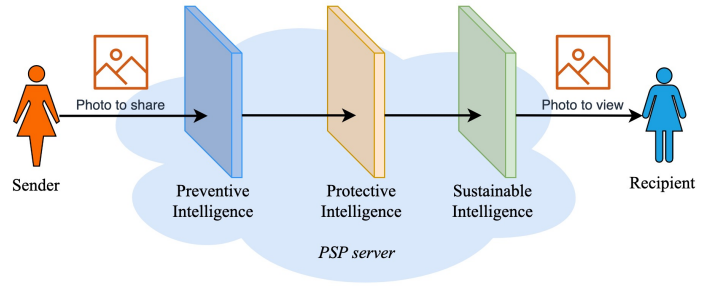 Photo to share
Photo to view
Sender
Preventive
Intelligence
Protective
Intelligence
Sustainable
Intelligence
Recipient
PSP server